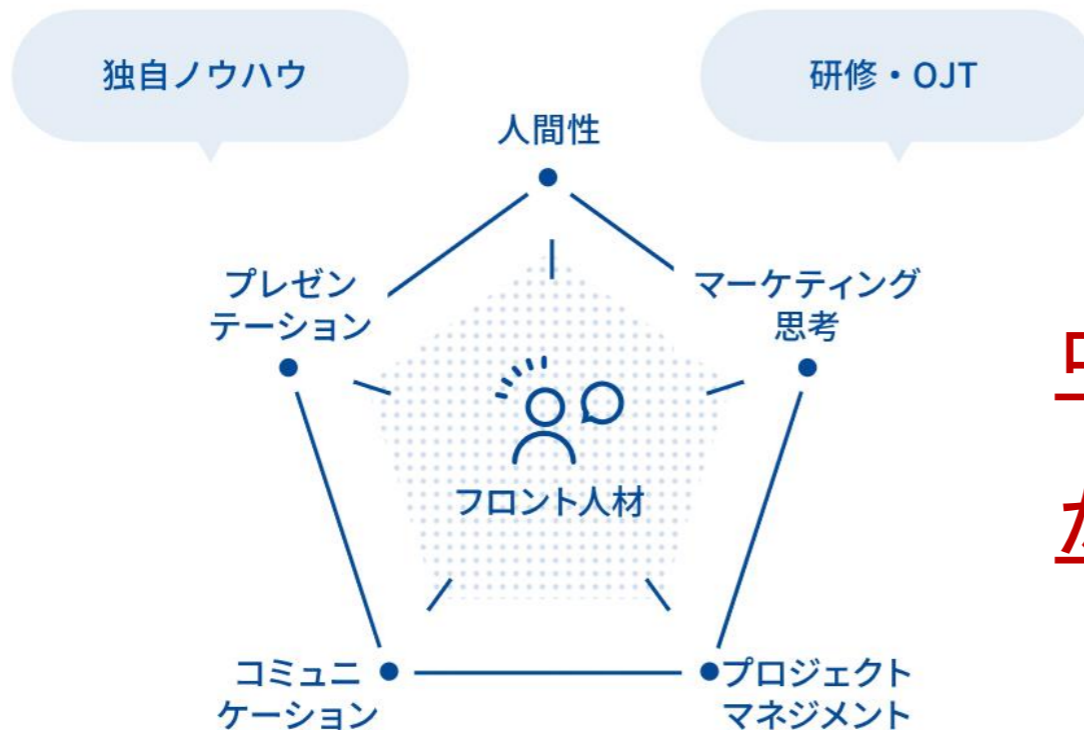 独自ノウハウ
研修・OJT
人間性
プレゼン
テーション
マーケティング
思考
フロント人材
コミュニ
ケーション
プロジェクト
マネジメント